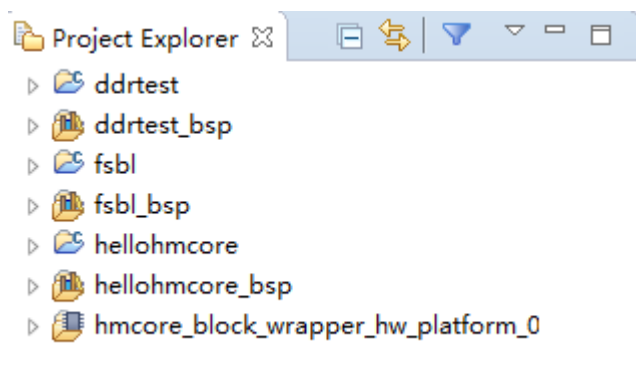 Project Explorer
ddrtest
ddrtest_bsp
fsbl
fsbl_bsp
hellohmcore
hellohmcore_bsp
hmcore_block_wrapper_hw_platform_0